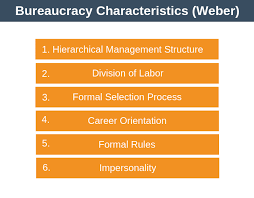 Bureaucracy Characteristics (Weber)
1. Hierarchical Management Structure
2. Division of Labor
3. Formal Selection Process
4. Career Orientation
5. Formal Rules
6. Impersonality